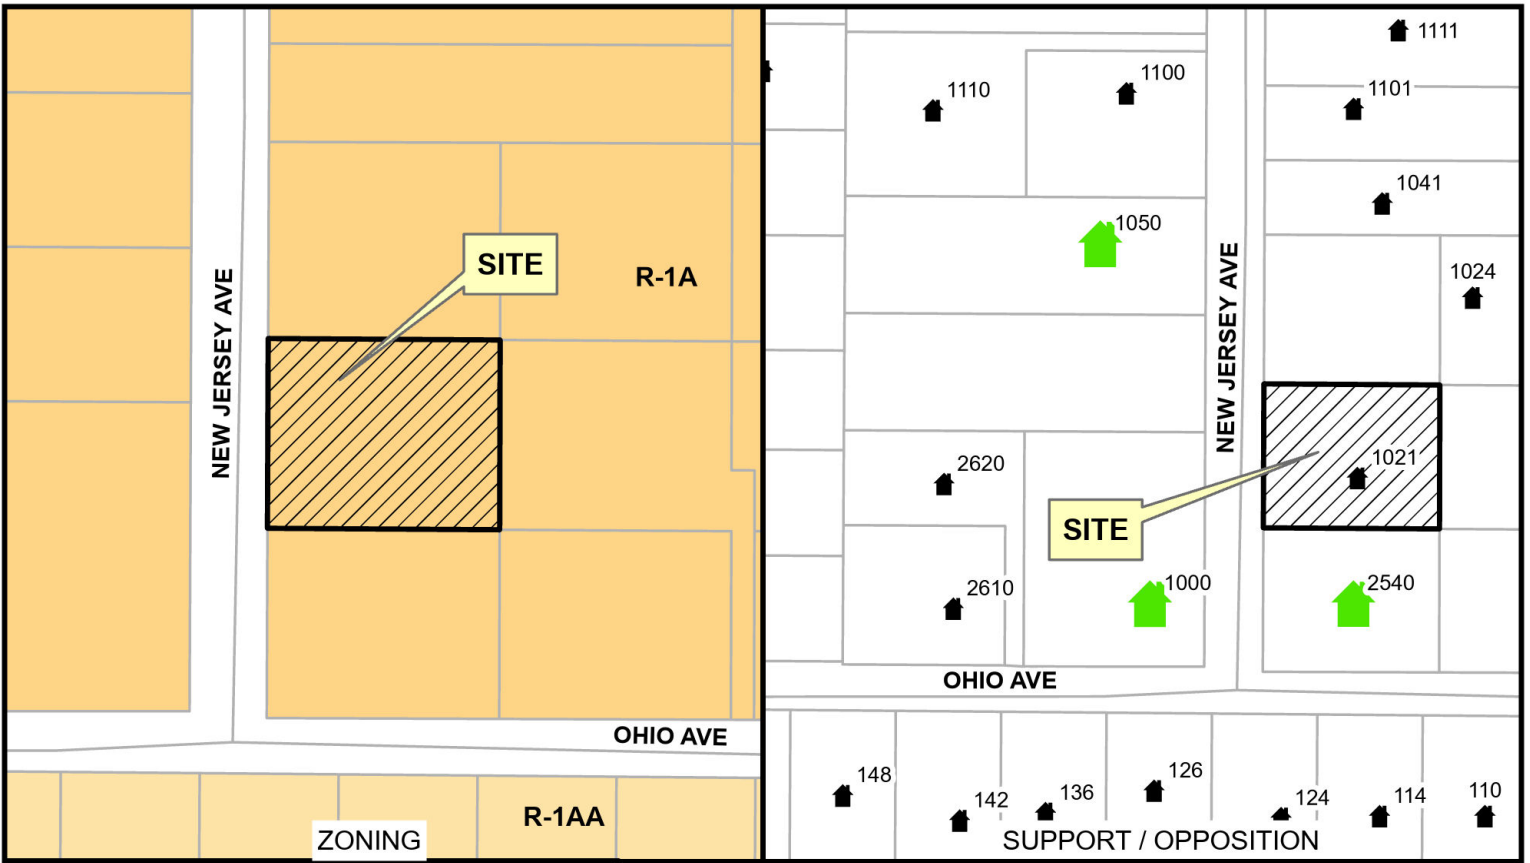 SITE
R-1A
NEW JERSEY AVE
OHIO AVE
R-1AA
ZONING
1111
1100
1110
1101
1041
1050
1024
NEW JERSEY AVE
2620
1021
SITE
2610
1000
2540
OHIO AVE
148
142
136
126
124
114
110
SUPPORT / OPPOSITION